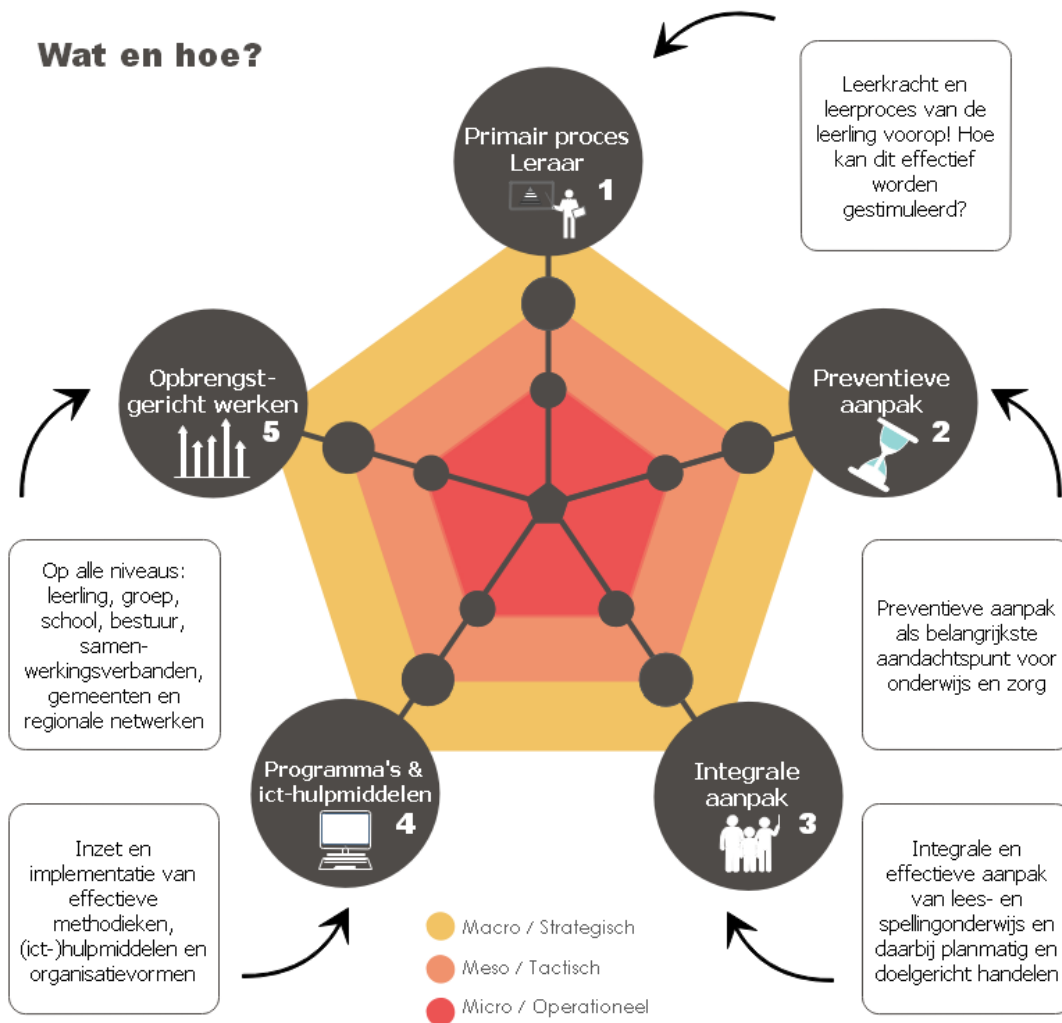 Wat en hoe?
Primair proces
Leraar
1
Leerkracht en
leerproces van de
leerling voorop! Hoe
kan dit effectief
worden
gestimuleerd?
Preventieve
aanpak
2
Preventieve aanpak
als belangrijkste
aandachtspunt voor
onderwijs en zorg
Integrale
aanpak
3
Integrale en
effectieve aanpak
van lees- en
spellingonderwijs en
daarbij planmatig en
doelgericht handelen
Programma's &
ict-hulpmiddelen
4
Inzet en
implementatie van
effectieve
methodieken,
(ict-)hulpmiddelen en
organisatievormen
Opbrengst-
gericht werken
5
Op alle niveaus:
leerling, groep,
school, bestuur,
samen-
werkingsverbanden,
gemeenten en
regionale netwerken
Macro / Strategisch
Meso / Tactisch
Micro / Operationeel